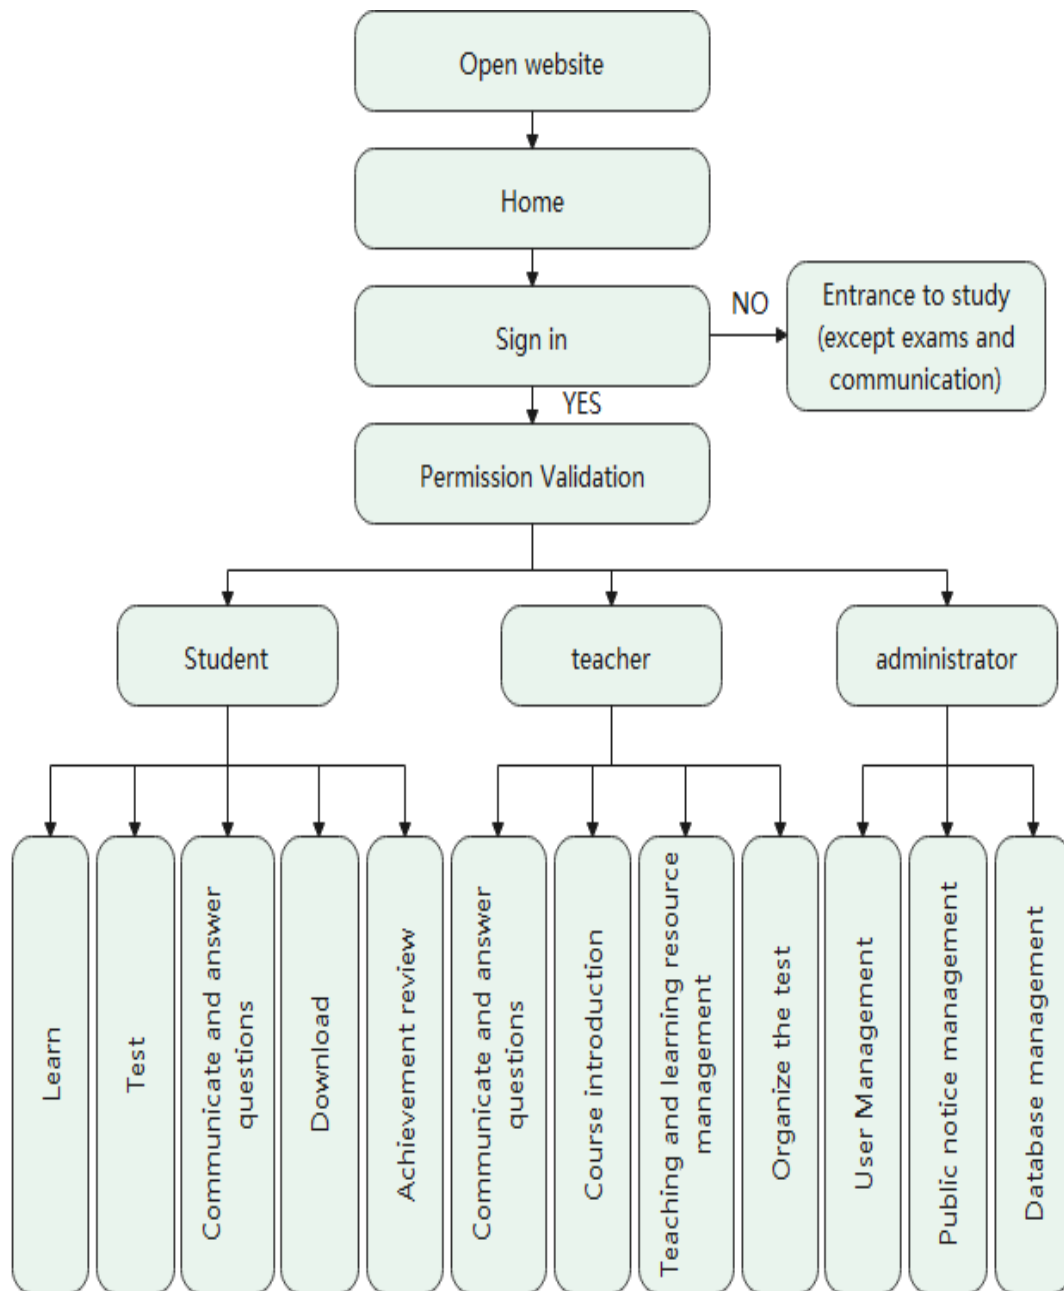 Open website
Home
Sign in
NO
Entrance to study
(except exams and
communication)
YES
Permission Validation
Student
teacher
administrator
Learn
Test
Communicate and answer
questions
Download
Achievement review
Communicate and answer
questions
Course introduction
Teaching and learning resource
management
Organize the test
User Management
Public notice management
Database management